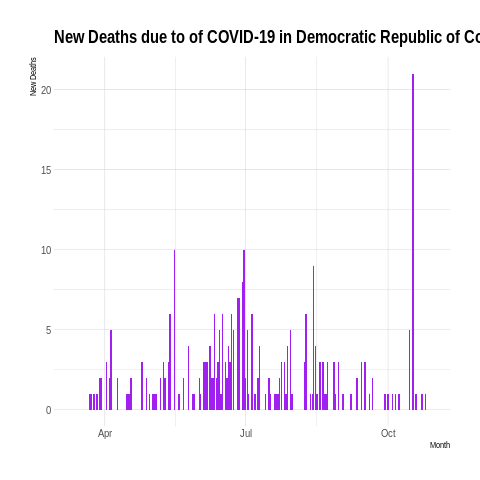 New Deaths due to of COVID-19 in Democratic Republic of Co
New Deaths
20
15
10
5
0
Apr
Jul
Oct
Month